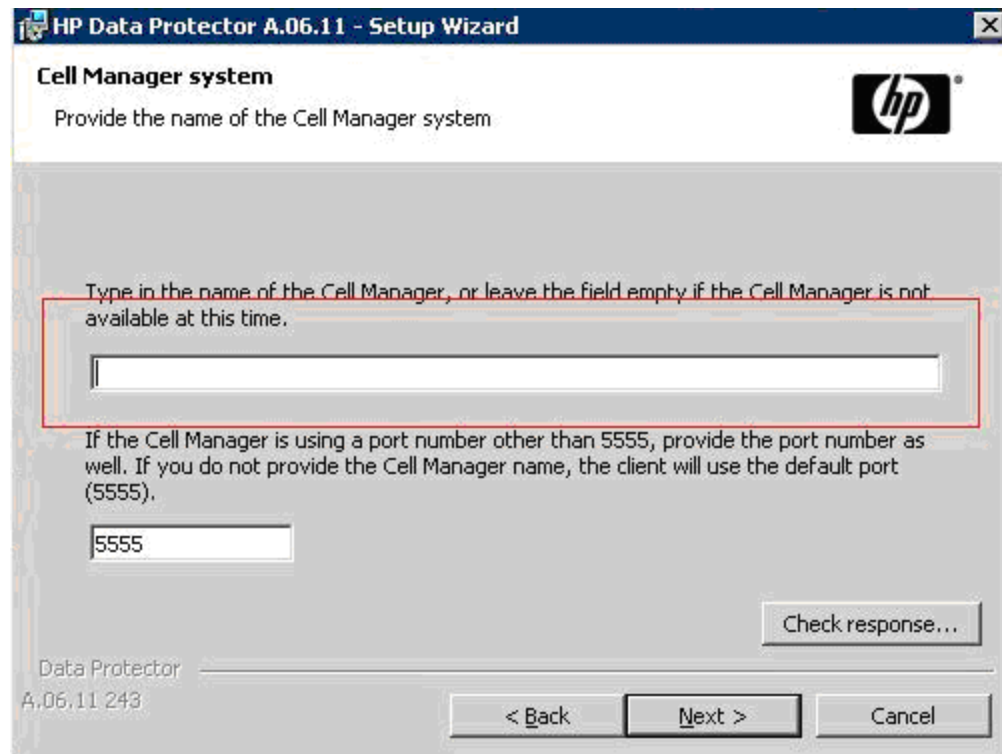 HP Data Protector A.06.11 - Setup Wizard
Cell Manager system
Provide the name of the Cell Manager system
hp
Type in the name of the Cell Manager, or leave the field empty if the Cell Manager is not
available at this time.
If the Cell Manager is using a port number other than 5555, provide the port number as
well. If you do not provide the Cell Manager name, the client will use the default port
(5555).
5555
Check response...
Data Protector
A.06.11 243
< Back
Next >
Cancel